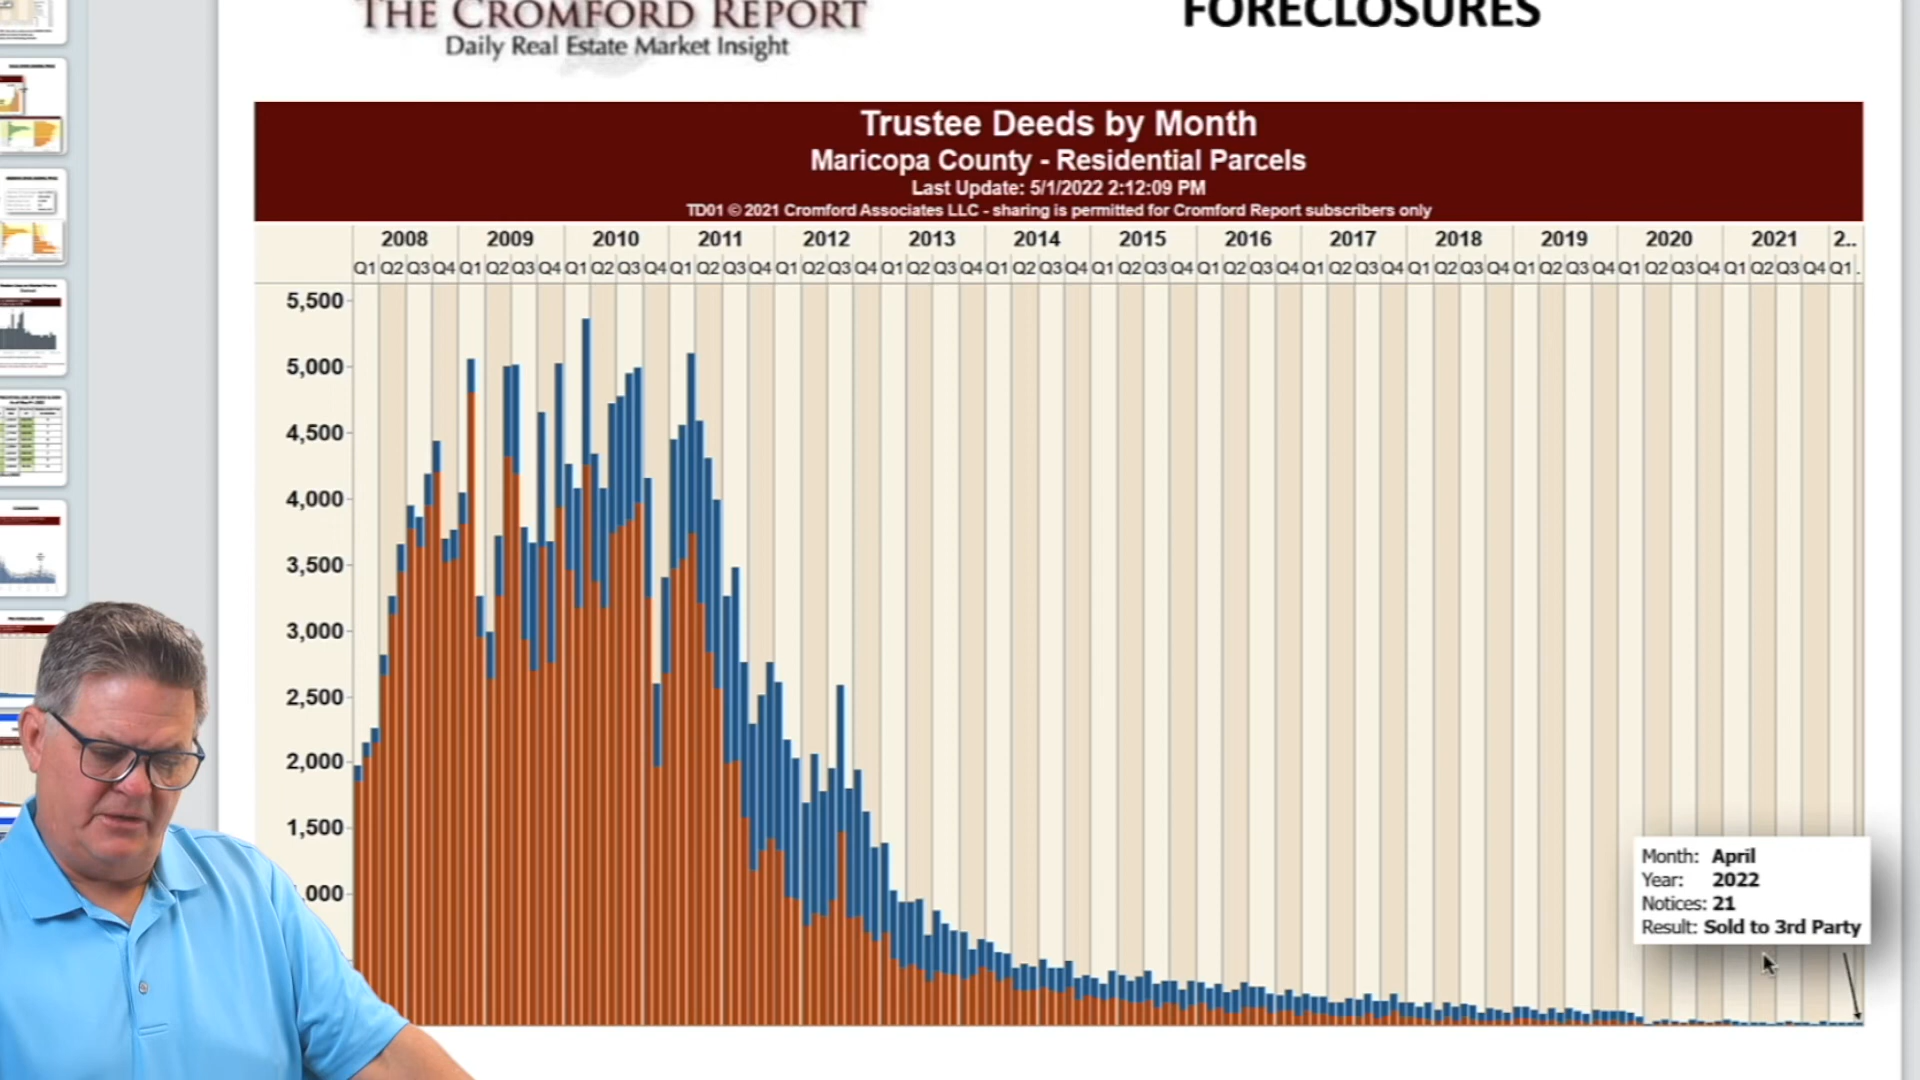 THE CROMFORD REPORT
Daily Real Estate Market Insight
FORECLOSURES
Trustee Deeds by Month
Maricopa County - Residential Parcels
Last Update: 5/1/2022 2:12:09 PM
TD01 © 2021 Cromford Associates LLC - sharing is permitted for Cromford Report subscribers only
2008 2009 2010 2011 2012 2013 2014 2015 2016 2017 2018 2019 2020 2021 2..
Q1 Q2 Q3 Q4 Q1 Q2 Q3 Q4 Q1 Q2 Q3 Q4 Q1 Q2 Q3 Q4 Q1 Q2 Q3 Q4 Q1 Q2 Q3 Q4 Q1 Q2 Q3 Q4 Q1 Q2 Q3 Q4 Q1 Q2 Q3 Q4 Q1 Q2 Q3 Q4 Q1 Q2 Q3 Q4 Q1 Q2 Q3 Q4 Q1 Q2 Q3 Q4 Q1 Q2 Q3 Q4 Q1 .
5,500
5,000
4,500
4,000
3,500
3,000
2,500
2,000
1,500
,000
Month: April
Year: 2022
Notices: 21
Result: Sold to 3rd Party